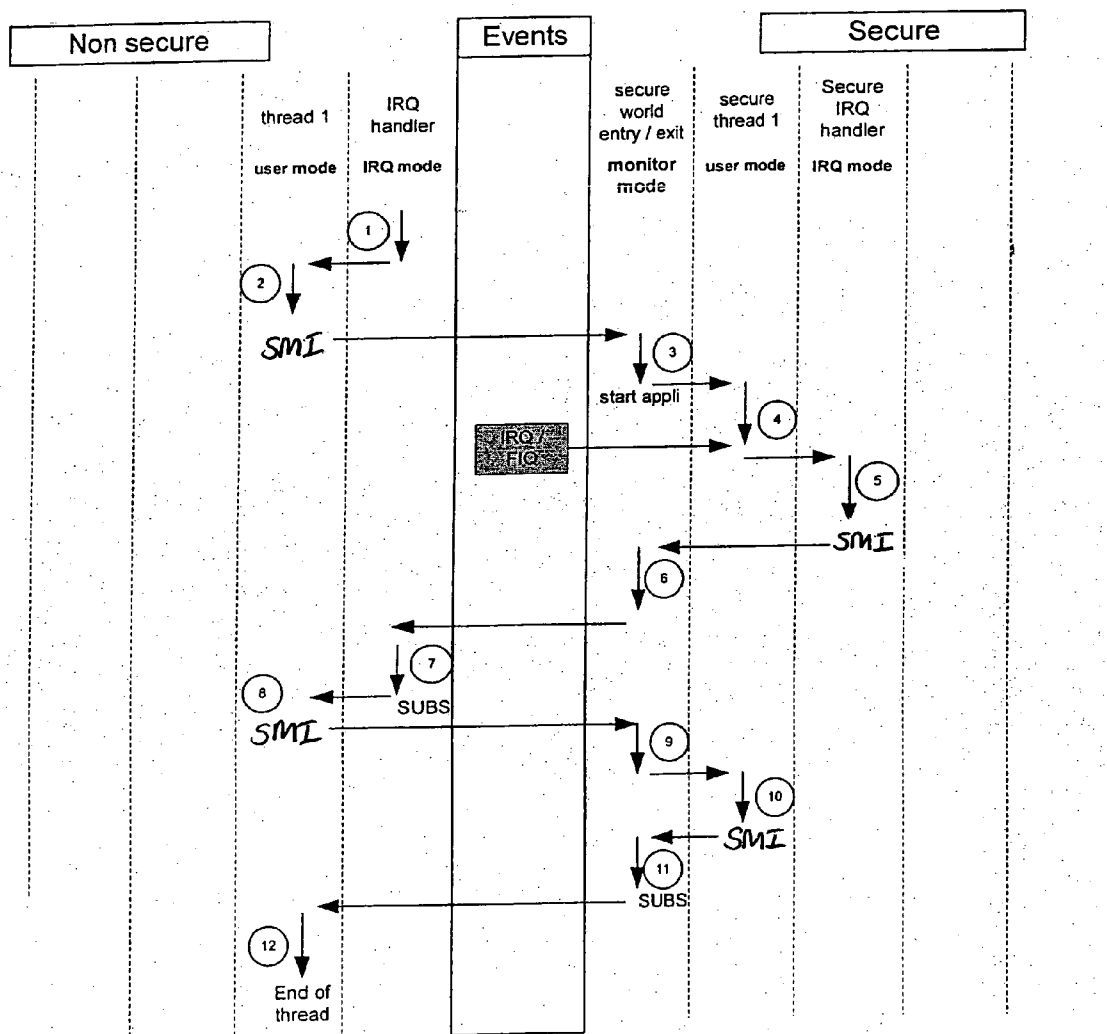 Non secure
Events
Secure
thread 1
user mode
IRQ
handler
IRQ mode
secure
world
entry / exit
monitor
mode
secure
thread 1
user mode
Secure
IRQ
handler
IRQ mode
1
2
SMI
3
start appli
4
IRQ /
FIQ
5
SMI
6
7
SUBS
8
SMI
9
10
SMI
11
SUBS
12
End of
thread